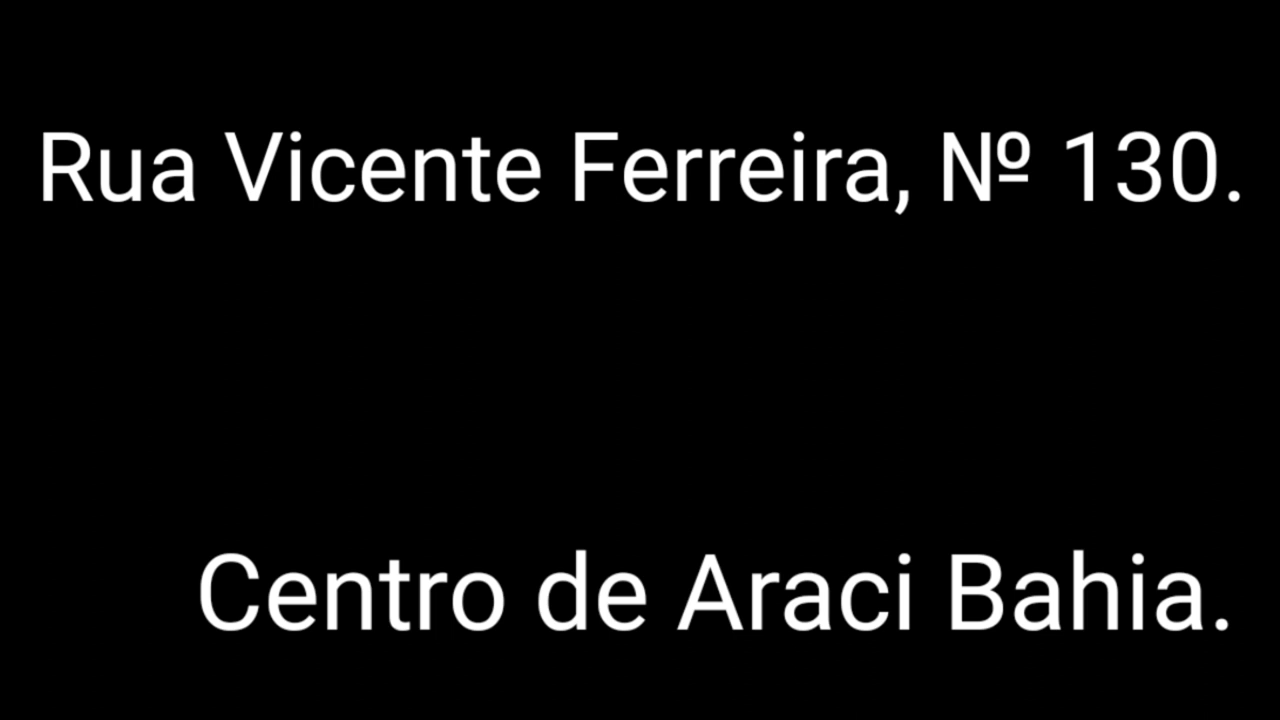 Rua Vicente Ferreira, Nº 130.
Centro de Araci Bahia.